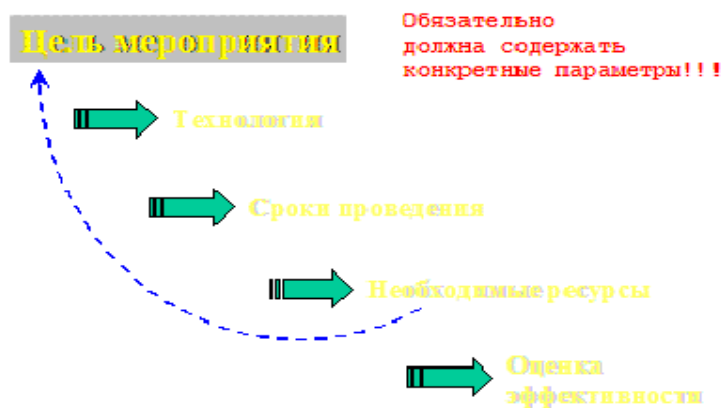 Цель мероприятия
Обязательно
должна содержать
конкретные параметры!!!
Технология
Сроки проведения
Необходимые ресурсы
Оценка
эффективности